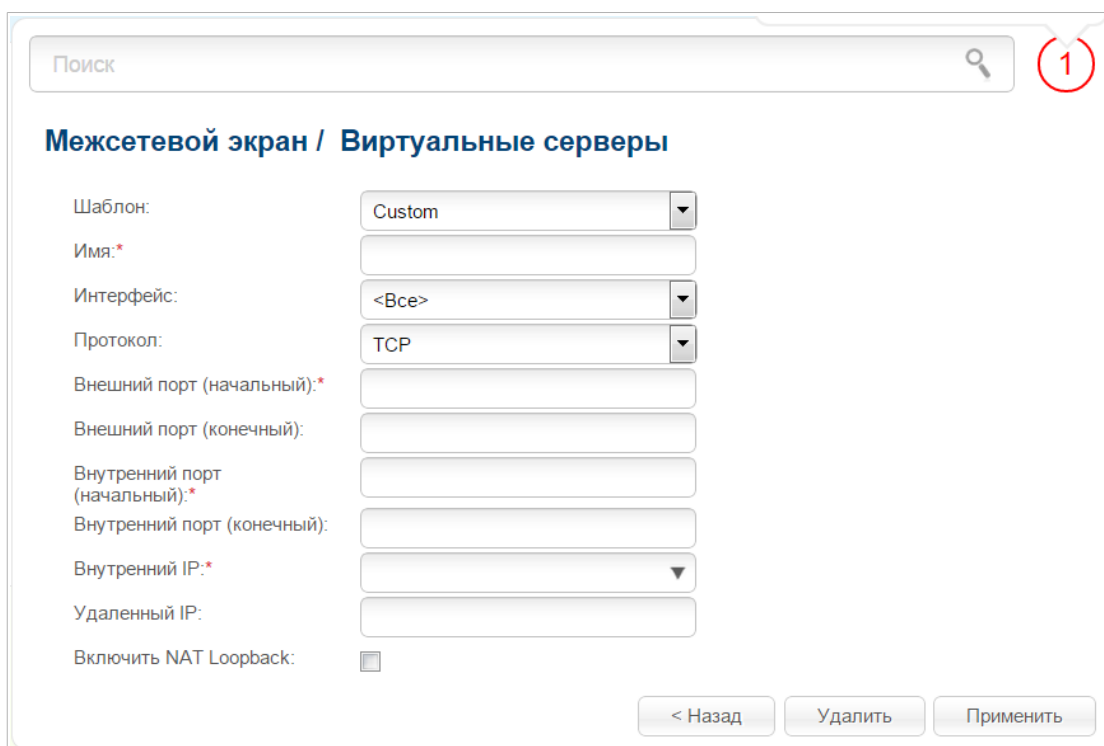 Поиск
1
Межсетевой экран / Виртуальные серверы
Шаблон:
Custom
Имя:*
Интерфейс:
<Все>
Протокол:
TCP
Внешний порт (начальный):*
Внешний порт (конечный):
Внутренний порт
(начальный):*
Внутренний порт (конечный):
Внутренний IP:*
Удаленный IP:
Включить NAT Loopback:
< Назад
Удалить
Применить